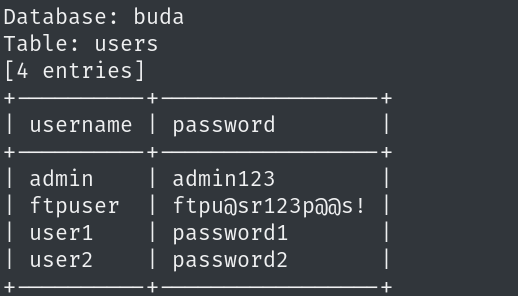 Database: buda
Table: users
[4 entries]
+----------+-----------------+
| username | password        |
+----------+-----------------+
| admin    | admin123        |
| ftpuser  | ftpu@sr123p@@s! |
| user1    | password1       |
| user2    | password2       |
+----------+-----------------+